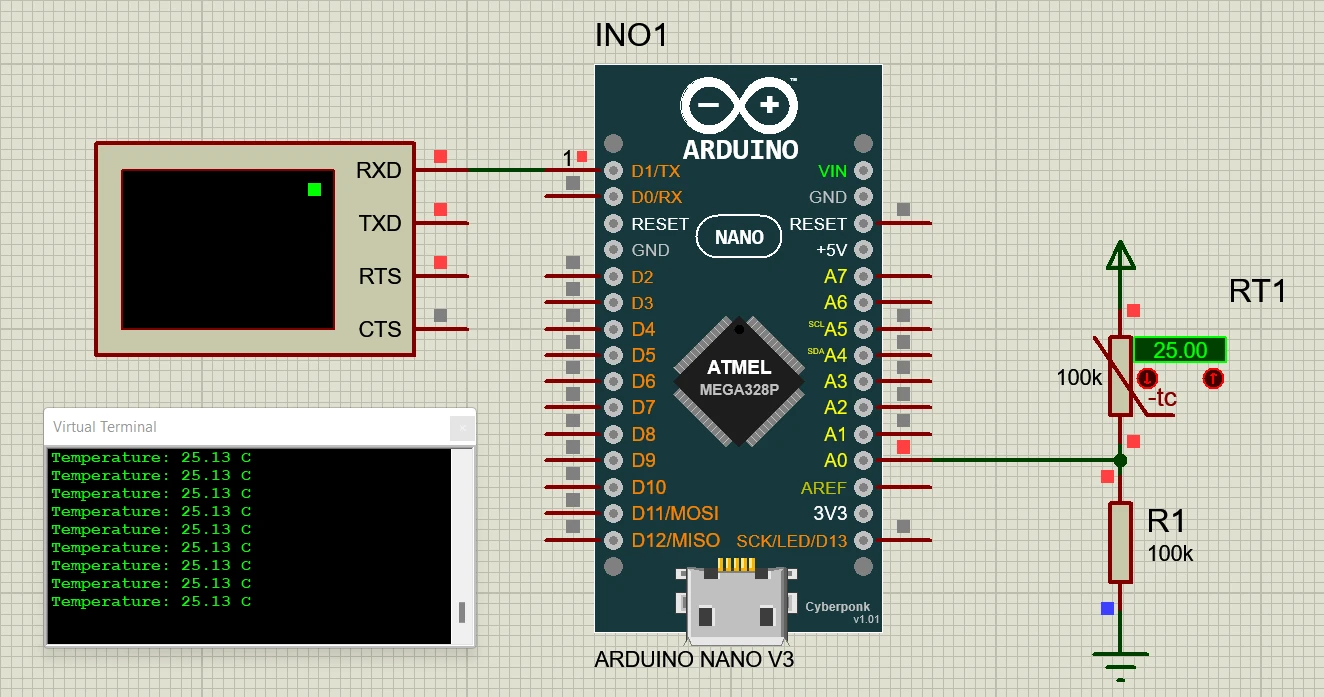 INO1
ARDUINO
™
NANO
ATMEL
MEGA328P
1
D1/TX
D0/RX
RESET
GND
D2
D3
D4
D5
D6
D7
D8
D9
D10
D11/MOSI
D12/MISO
VIN
GND
RESET
+5V
A7
A6
SCL A5
SDA A4
A3
A2
A1
A0
AREF
3V3
SCK/LED/D13
Cyberponk
v1.01
ARDUINO NANO V3
RXD
TXD
RTS
CTS
Virtual Terminal
Temperature: 25.13 C
Temperature: 25.13 C
Temperature: 25.13 C
Temperature: 25.13 C
Temperature: 25.13 C
Temperature: 25.13 C
Temperature: 25.13 C
Temperature: 25.13 C
Temperature: 25.13 C
RT1
25.00
100k
-tc
R1
100k